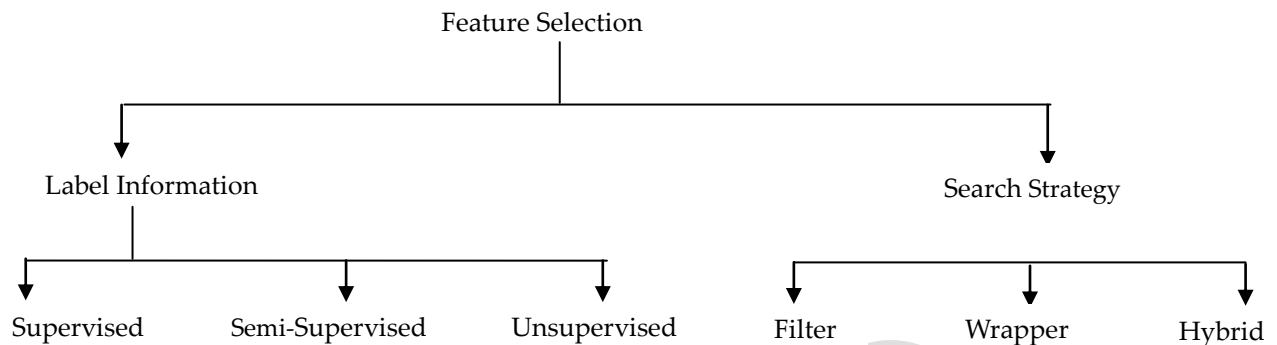 Feature Selection
Label Information
Search Strategy
Supervised
Semi-Supervised
Unsupervised
Filter
Wrapper
Hybrid